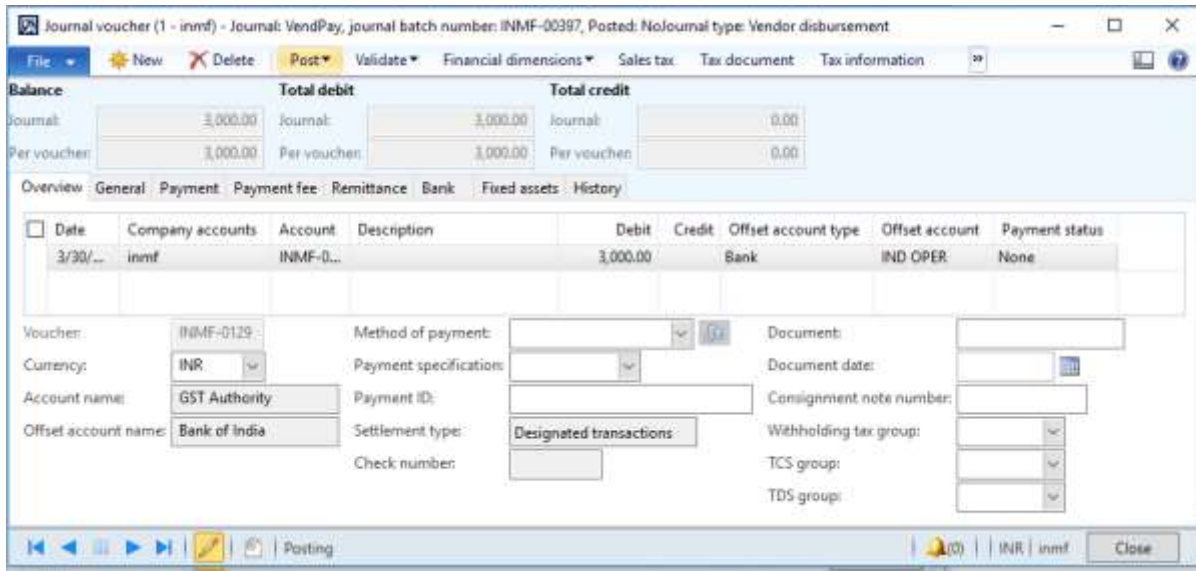 Journal voucher (1 - inmf) - Journal: VendPay, journal batch number: INMF-00397, Posted: NoJournal type: Vendor disbursement
File New Delete Post Validate Financial dimensions Sales tax Tax document Tax information »
Balance Total debit Total credit
Journal: 3,000.00 Journal: 3,000.00 Journal: 0.00
Per voucher: 3,000.00 Per voucher: 3,000.00 Per voucher: 0.00
Overview General Payment Payment fee Remittance Bank Fixed assets History
Date Company accounts Account Description Debit Credit Offset account type Offset account Payment status
3/30/... inmf INMF-0... 3,000.00 Bank IND OPER None
Voucher: INMF-0129 Method of payment: Document:
Currency: INR Payment specification: Document date:
Account name: GST Authority Payment ID: Consignment note number:
Offset account name: Bank of India Settlement type: Designated transactions Withholding tax group:
Check number: TCS group:
TDS group:
Posting (0) INR inmf Close